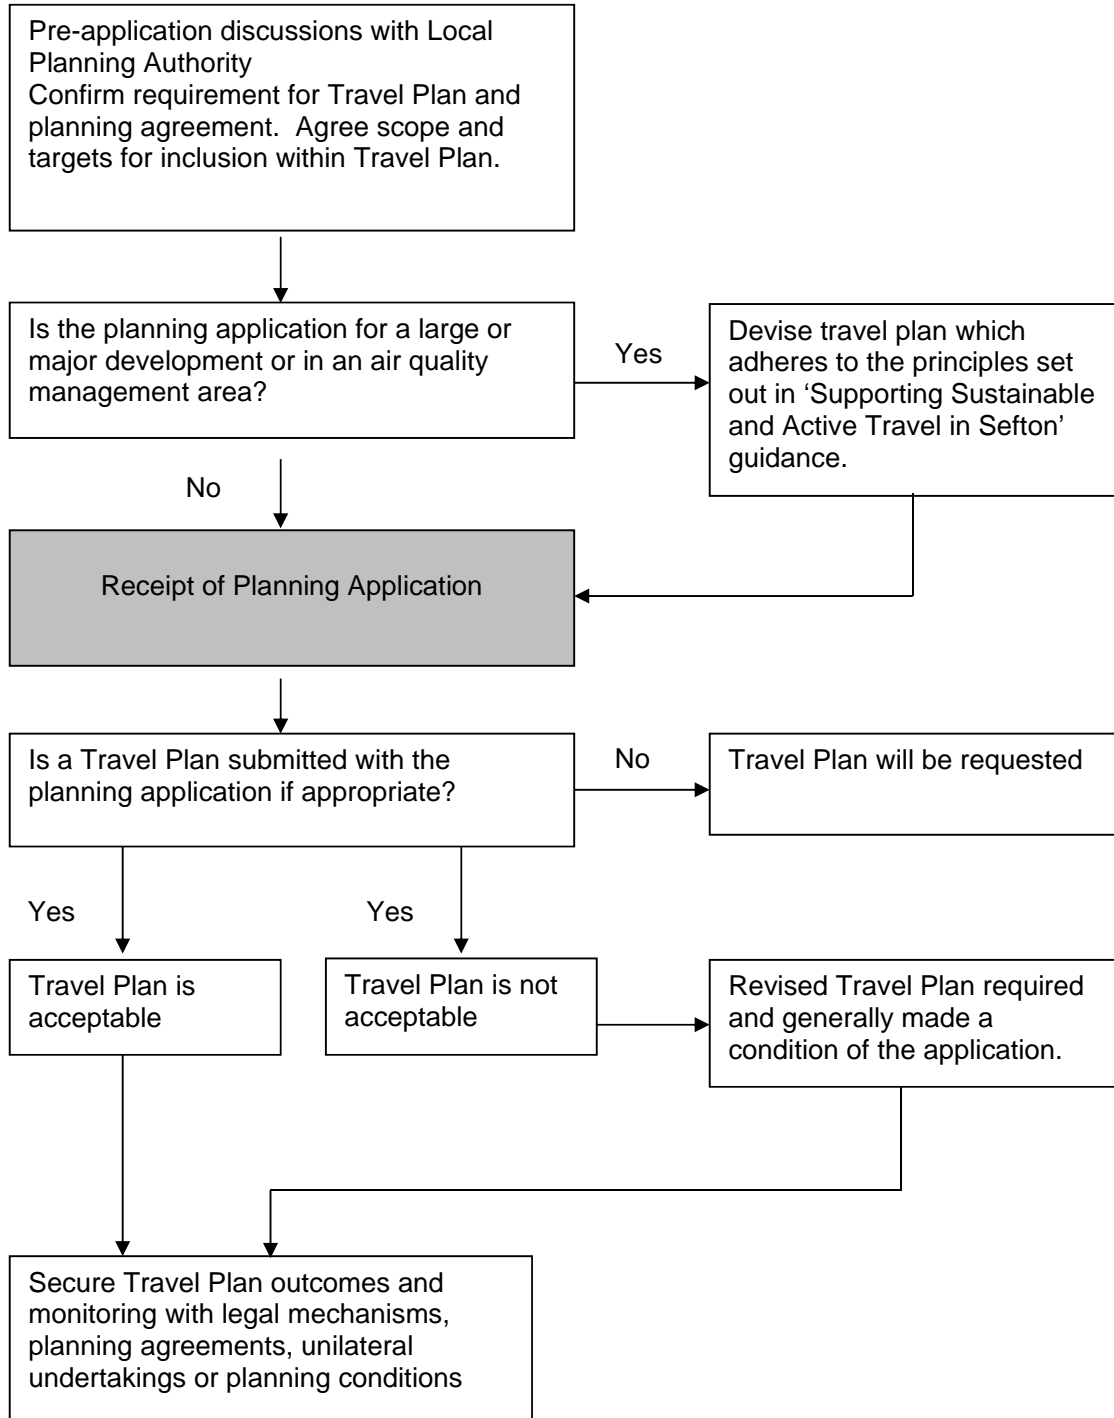 Pre-application discussions with Local
Planning Authority
Confirm requirement for Travel Plan and
planning agreement.  Agree scope and
targets for inclusion within Travel Plan.
Is the planning application for a large or
major development or in an air quality
management area?
Yes
Devise travel plan which
adheres to the principles set
out in ‘Supporting Sustainable
and Active Travel in Sefton’
guidance.
No
Receipt of Planning Application
Is a Travel Plan submitted with the
planning application if appropriate?
No
Travel Plan will be requested
Yes
Yes
Travel Plan is
acceptable
Travel Plan is not
acceptable
Revised Travel Plan required
and generally made a
condition of the application.
Secure Travel Plan outcomes and
monitoring with legal mechanisms,
planning agreements, unilateral
undertakings or planning conditions